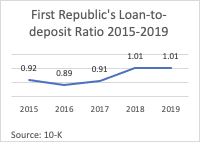 First Republic's Loan-to-
deposit Ratio 2015-2019
0.92 0.89 0.91 1.01 1.01
2015 2016 2017 2018 2019
Source: 10-K